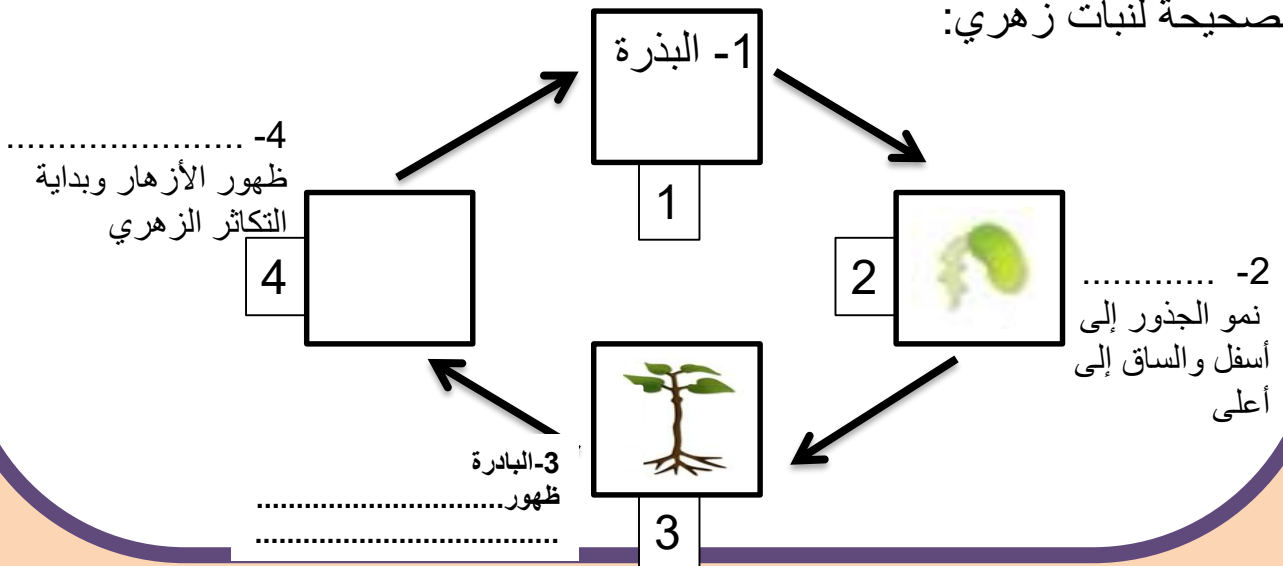 صحيحة لنبات زهري:
1- البذرة
1
2
2- .............
نمو الجذور إلى
أسفل والساق إلى
أعلى
3
3-البادرة
ظهور...............................
......................................
4
4- .......................
ظهور الأزهار وبداية
التكاثر الزهري